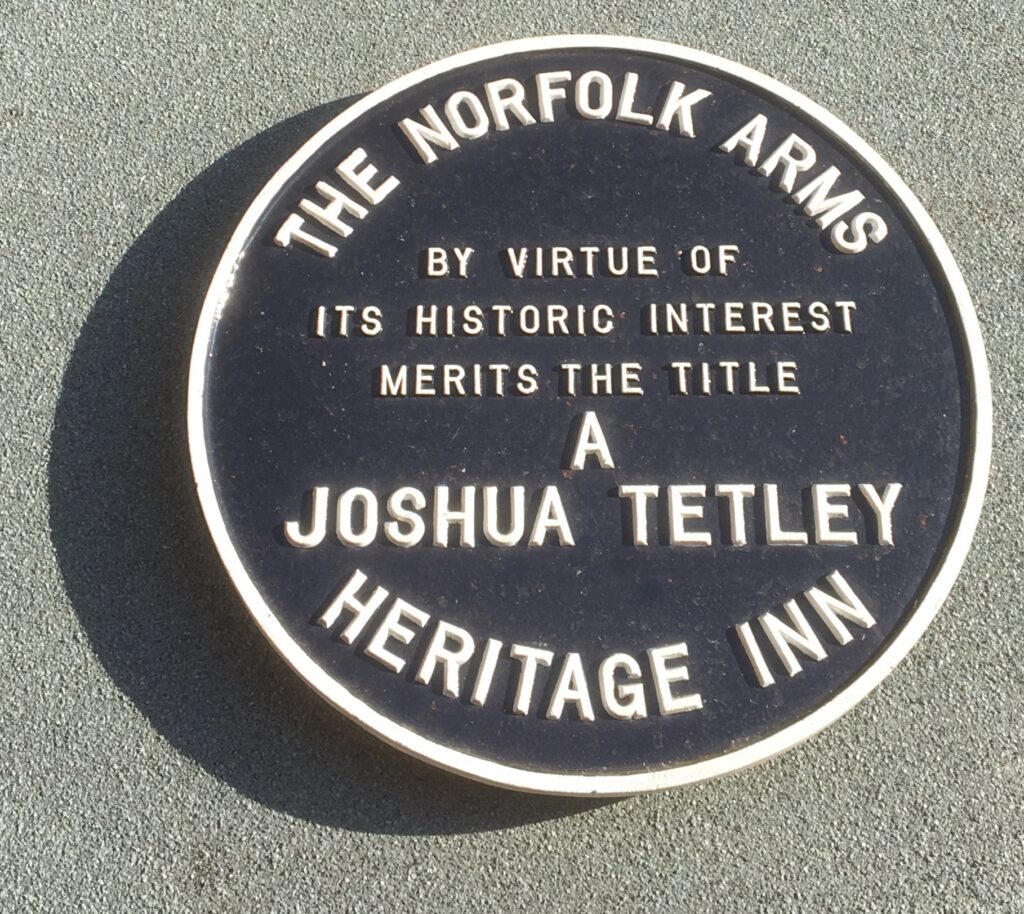 THE NORFOLK ARMS
BY VIRTUE OF
ITS HISTORIC INTEREST
MERITS THE TITLE
A
JOSHUA TETLEY
HERITAGE INN